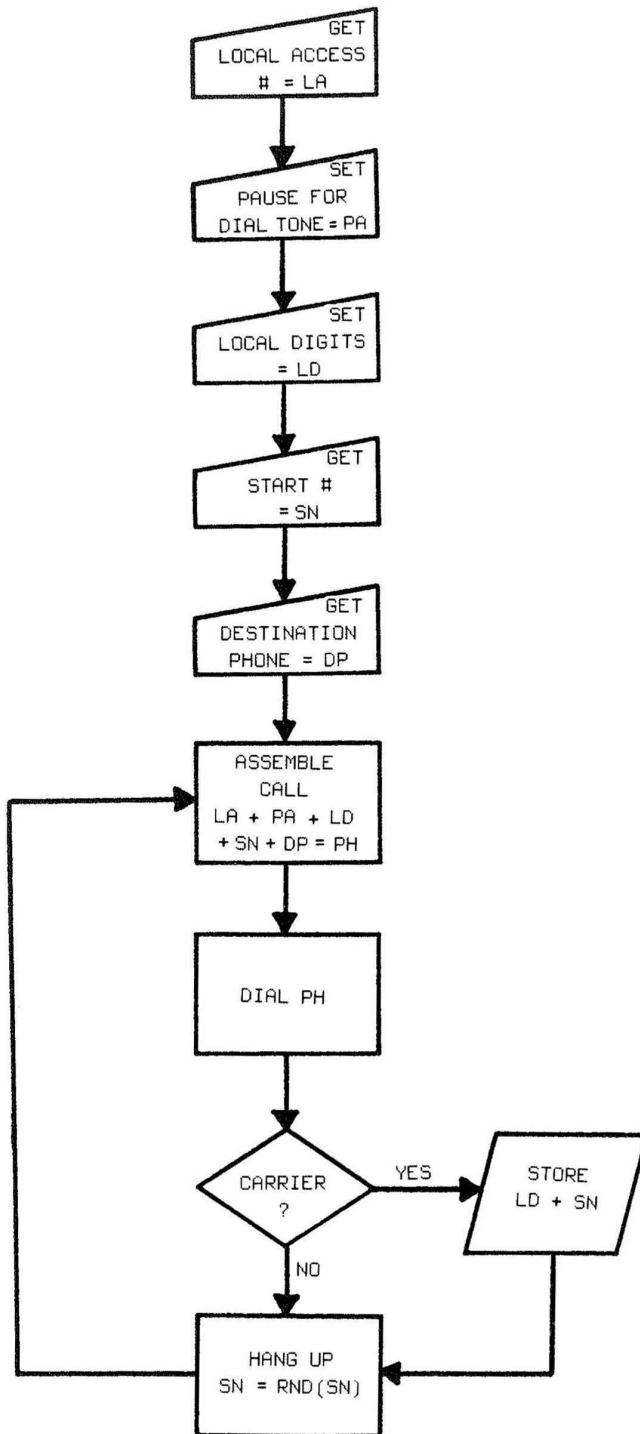 GET
LOCAL ACCESS
# = LA
SET
PAUSE FOR
DIAL TONE = PA
SET
LOCAL DIGITS
= LD
GET
START #
= SN
GET
DESTINATION
PHONE = DP
ASSEMBLE
CALL
LA + PA + LD
+ SN + DP = PH
DIAL PH
CARRIER
?
YES
STORE
LD + SN
NO
HANG UP
SN = RND(SN)